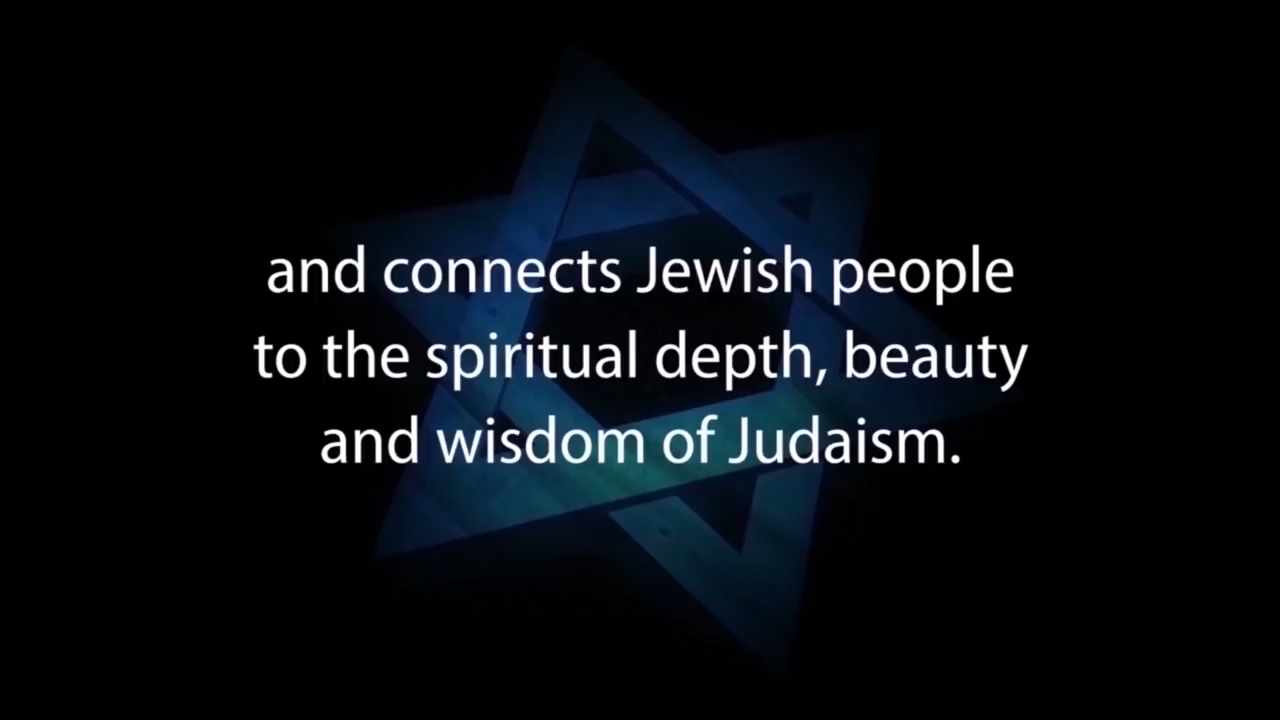 and connects Jewish people
to the spiritual depth, beauty
and wisdom of Judaism.